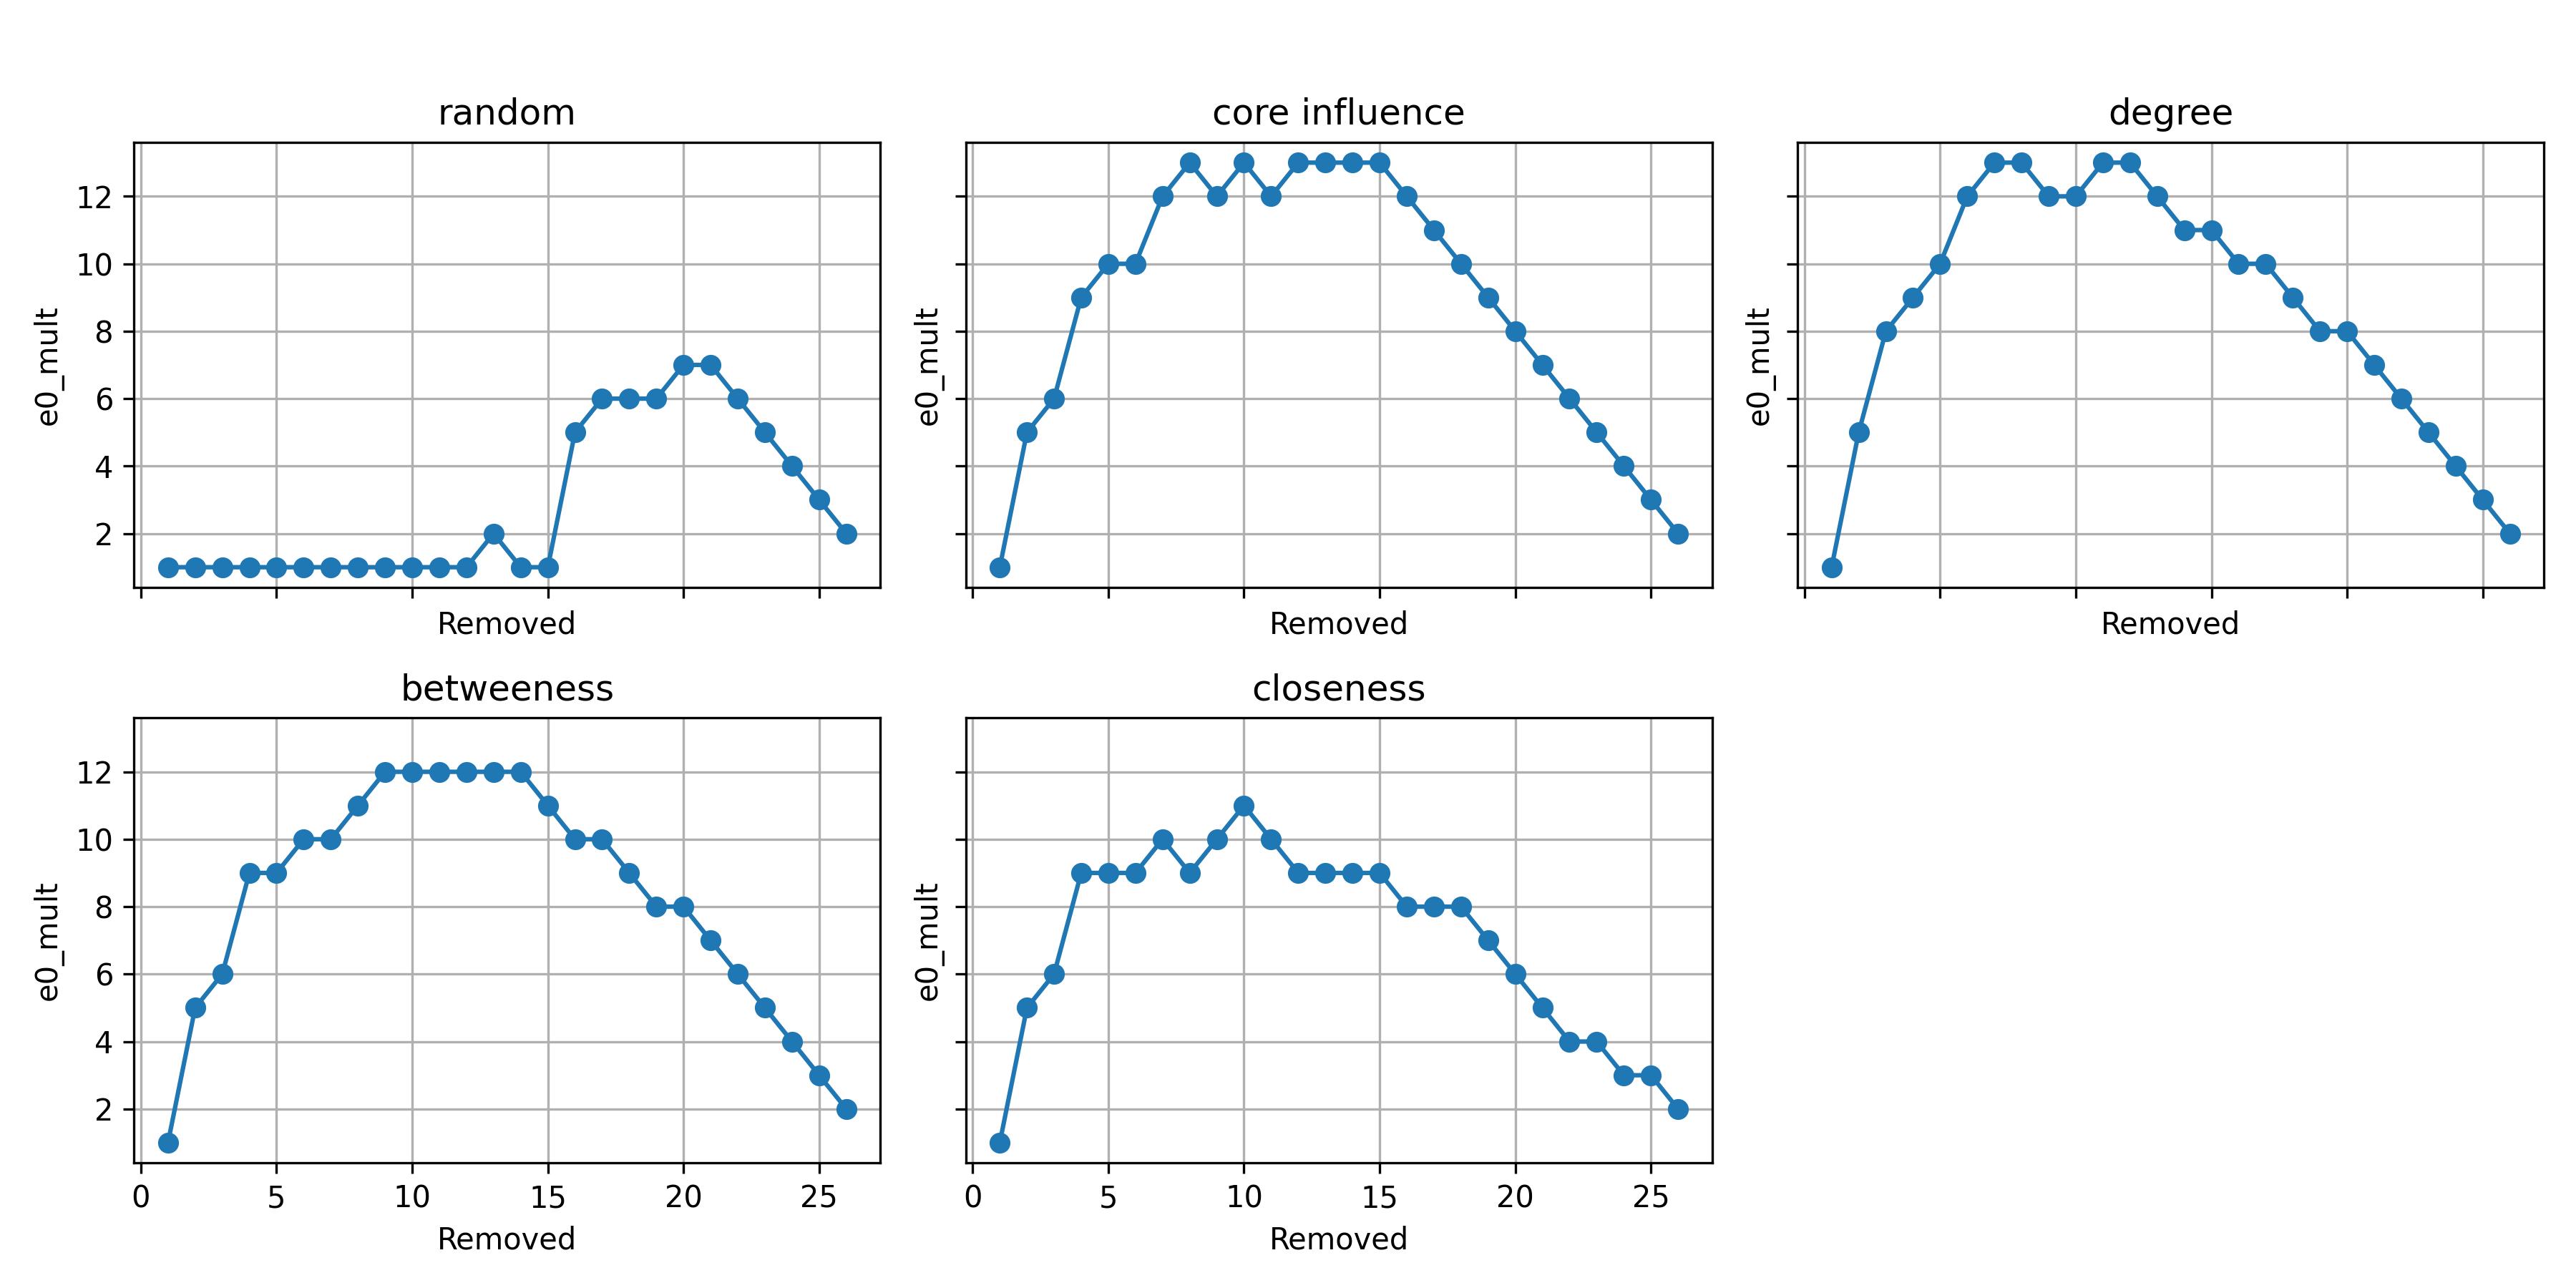 random
core influence
degree
12
10
8
6
4
2
e0_mult
e0_mult
e0_mult
Removed
Removed
Removed
betweeness
closeness
12
10
8
6
4
2
e0_mult
e0_mult
0 5 10 15 20 25
0 5 10 15 20 25
Removed
Removed